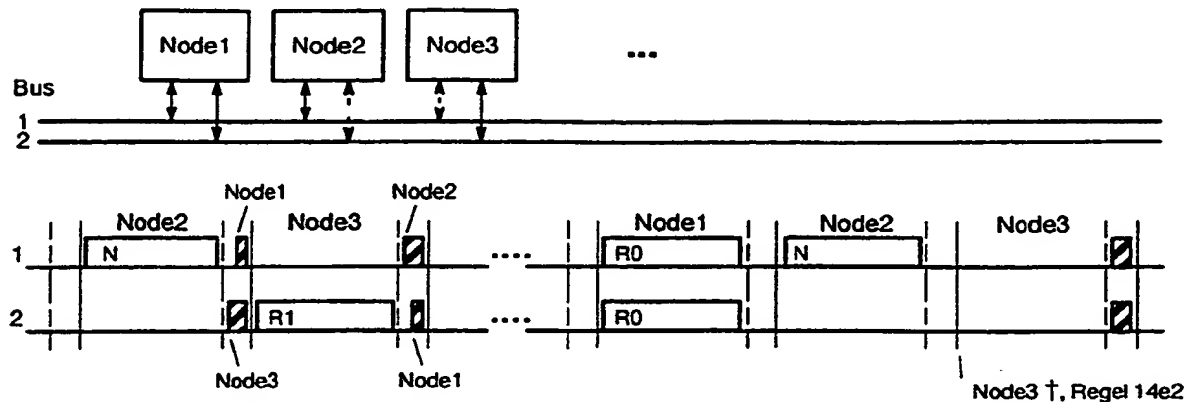 Node1 Node2 Node3 ...
Bus
1
2
Node1 Node2
Node2 Node3 Node1 Node2 Node3
1 N .... R0 N
2 R1 .... R0
Node3 Node1
Node3 †, Regel 14e2